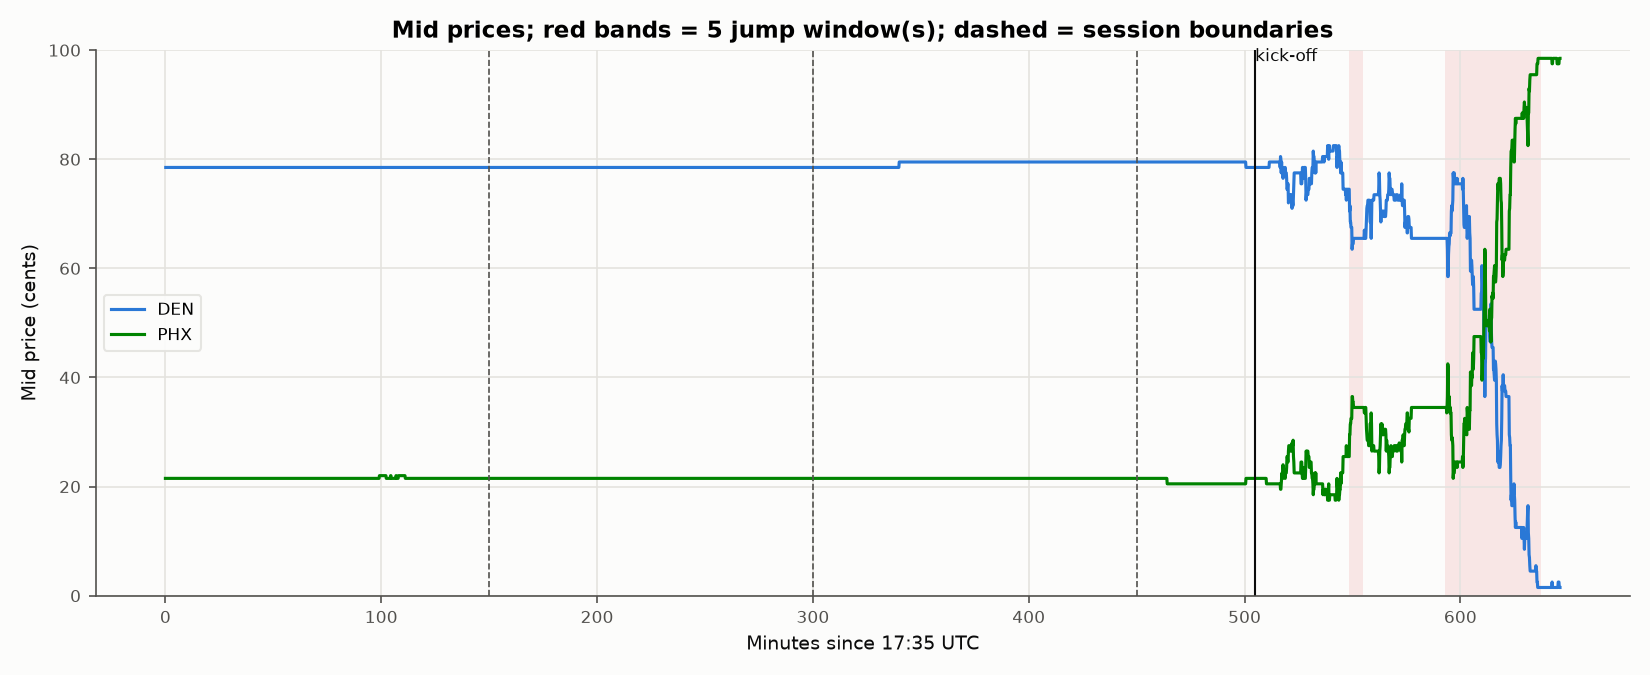 Mid prices; red bands = 5 jump window(s); dashed = session boundaries
kick-off
Mid price (cents)
100
80
60
40
20
0
DEN
PHX
0 100 200 300 400 500 600
Minutes since 17:35 UTC